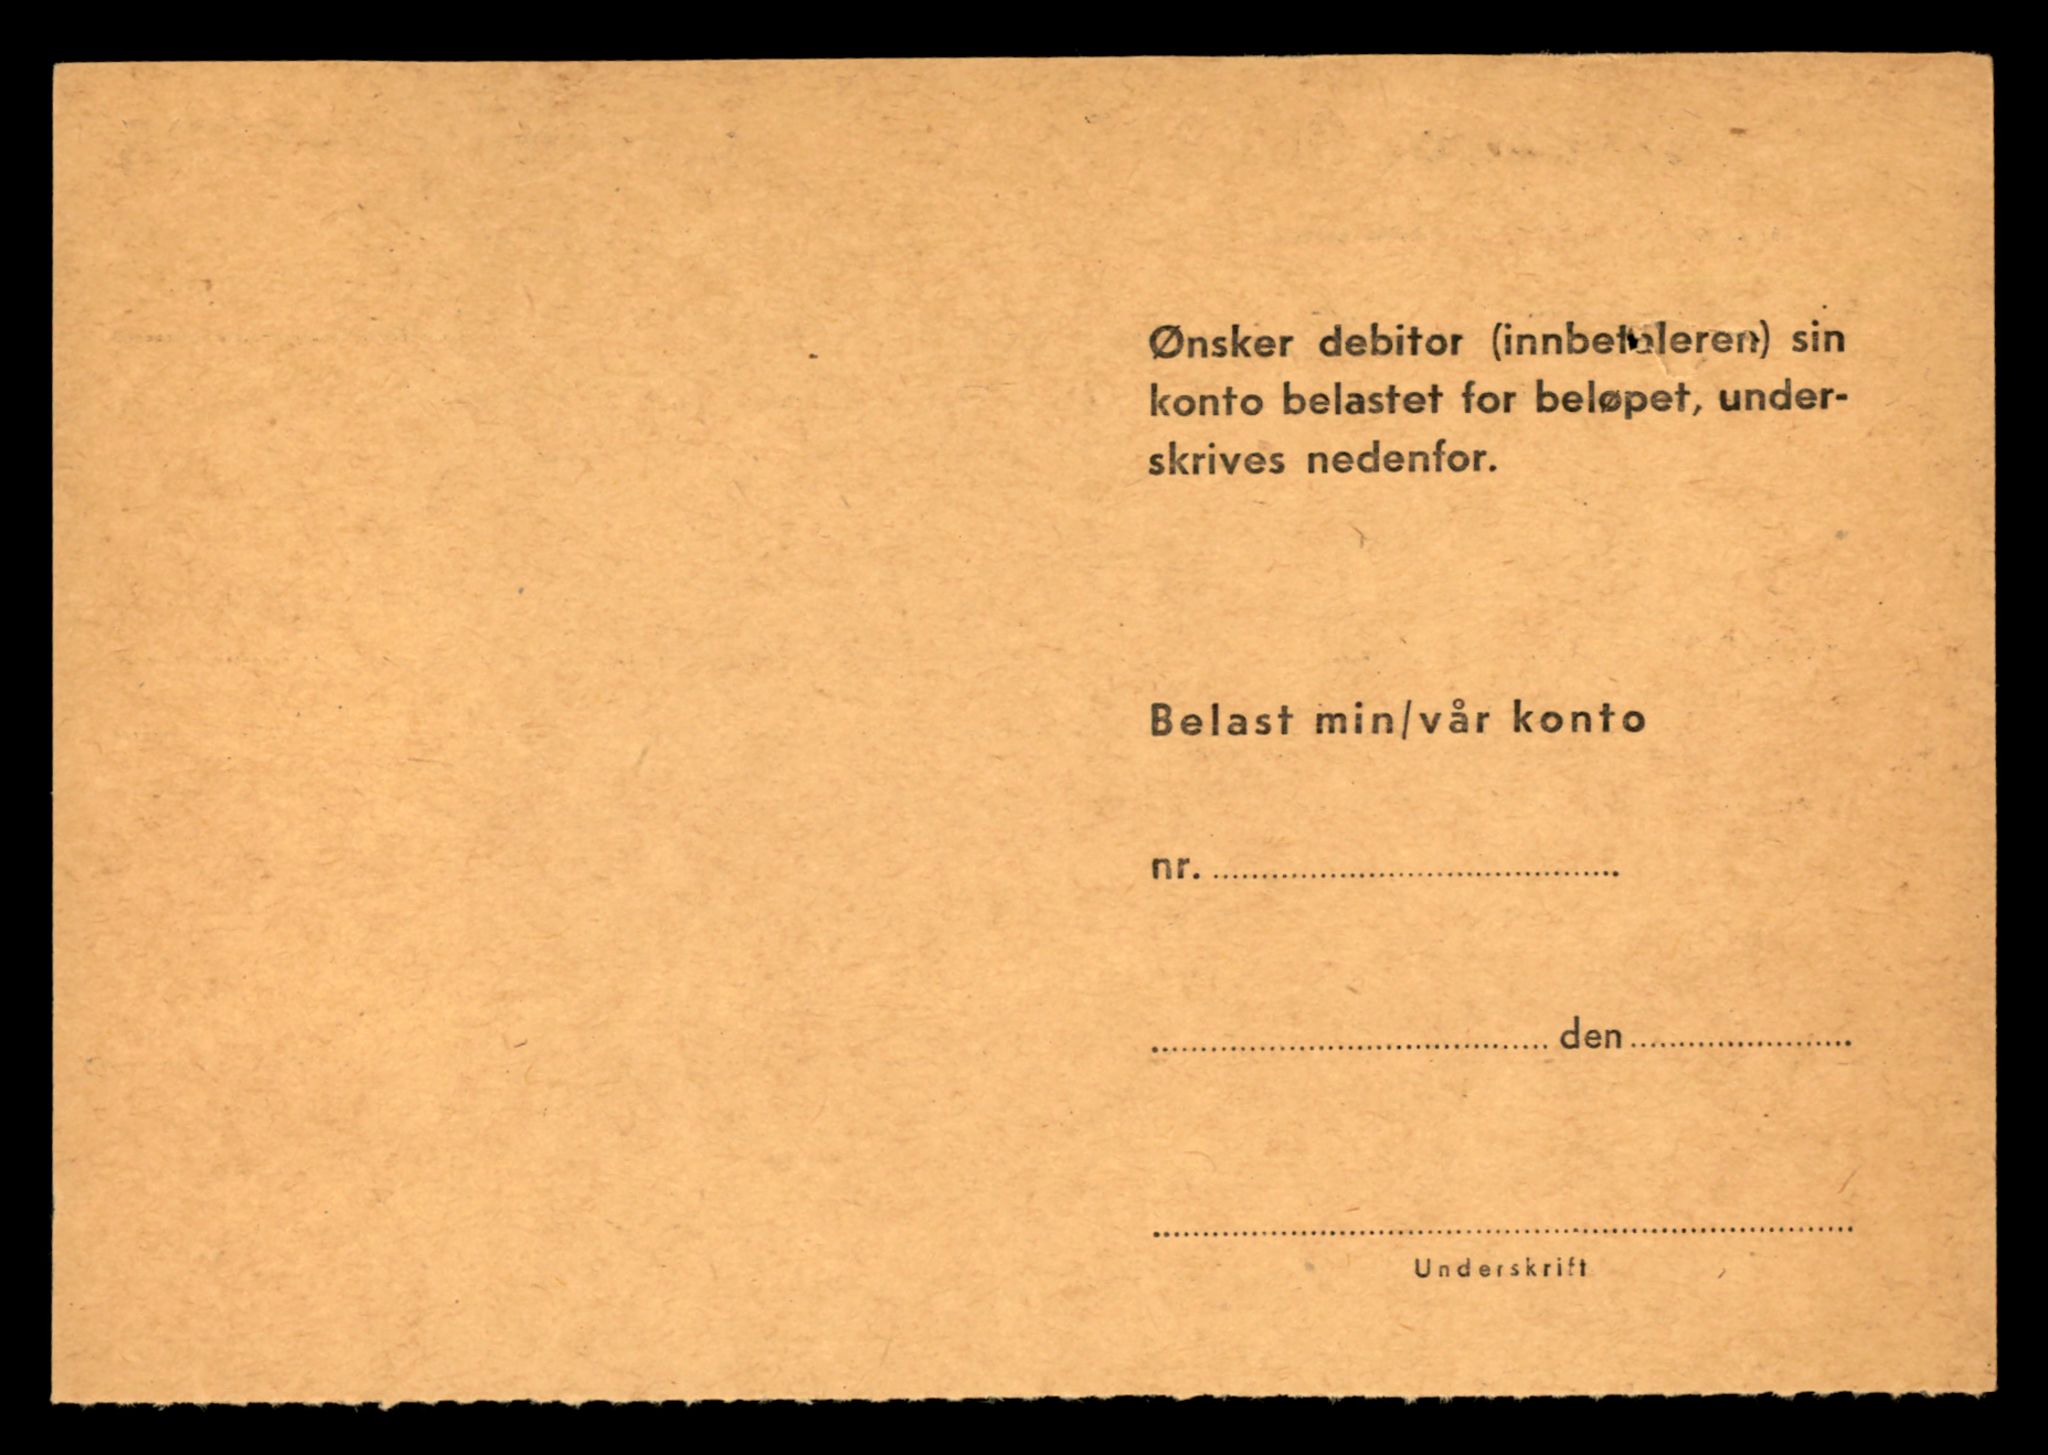 Ønsker debitor (innbetaleren) sin
konto belastet for beløpet, under-
skrives nedenfor.
Belast min/vår konto
nr. ........................................
........................................ den ......................
......................................................................
Underskrift